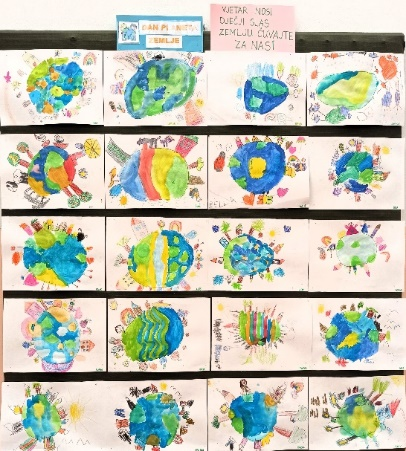 DAN PLANETA
ZEMLJE
VJETAR NOSI
DJEČJI GLAS
ZEMLJU ČUVAJTE
ZA NAS!